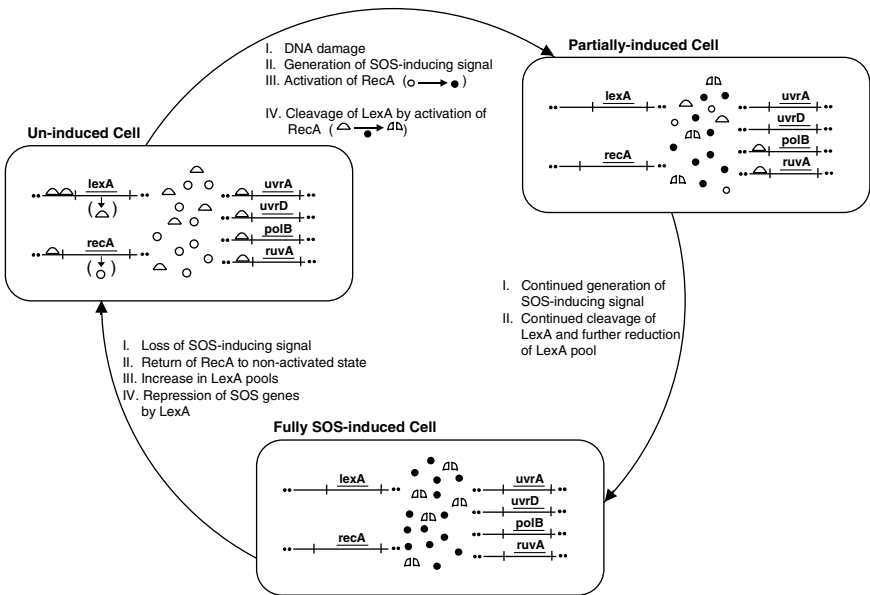 I. DNA damage
II. Generation of SOS-inducing signal
III. Activation of RecA ( )
IV. Cleavage of LexA by activation of
RecA ( )
Partially-induced Cell
lexA
recA
uvrA
uvrD
polB
ruvA
Un-induced Cell
lexA
( )
recA
( )
uvrA
uvrD
polB
ruvA
I. Continued generation of
SOS-inducing signal
II. Continued cleavage of
LexA and further reduction
of LexA pool
I. Loss of SOS-inducing signal
II. Return of RecA to non-activated state
III. Increase in LexA pools
IV. Repression of SOS genes
by LexA
Fully SOS-induced Cell
lexA
recA
uvrA
uvrD
polB
ruvA